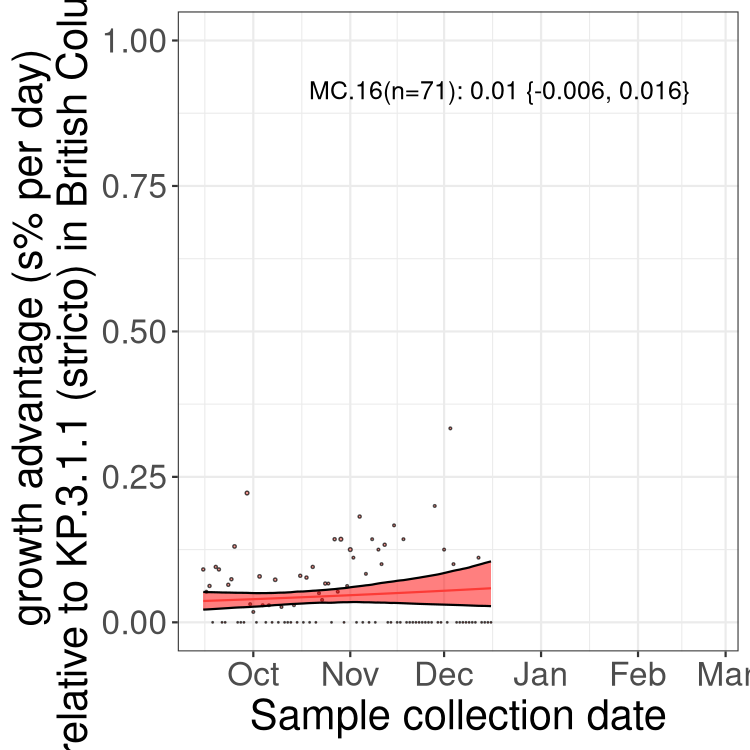 growth advantage (s% per day)
relative to KP.3.1.1 (stricto) in British Colu
1.00
0.75
0.50
0.25
0.00
MC.16(n=71): 0.01 {-0.006, 0.016}
Oct Nov Dec Jan Feb Mar
Sample collection date